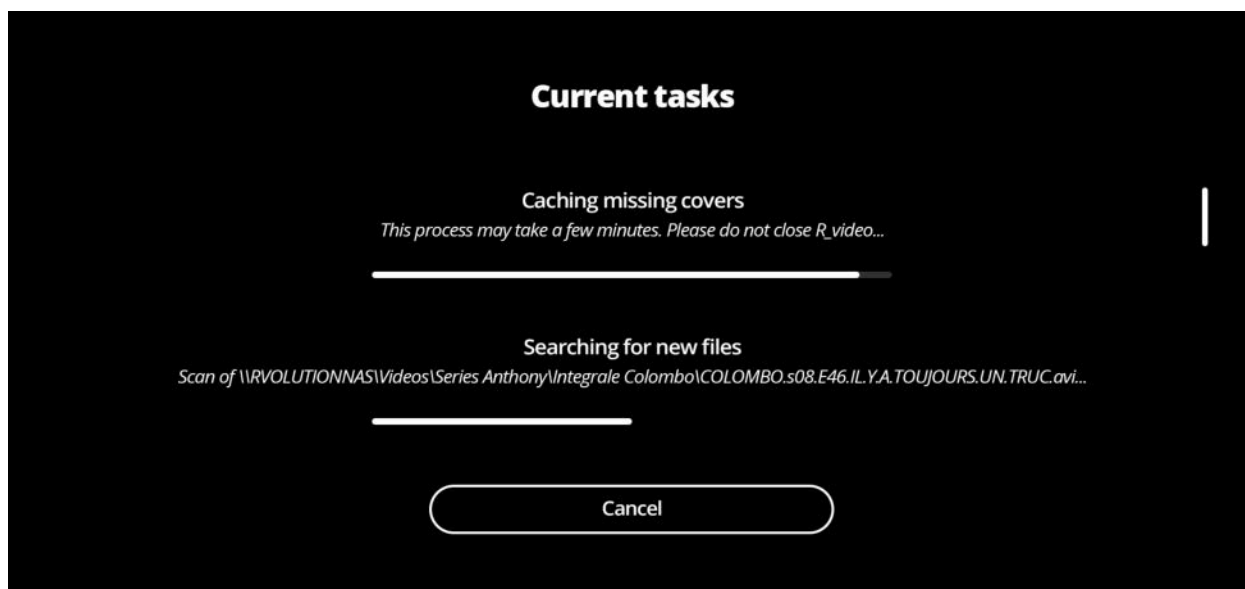 Current tasks
Caching missing covers
This process may take a few minutes. Please do not close R_video...
Searching for new files
Scan of \\RVOLUTIONNAS\Videos\Series Anthony\Integrale Colombo\COLOMBO.s08.E46.IL.Y.A.TOUJOURS.UN.TRUC.avi...
Cancel